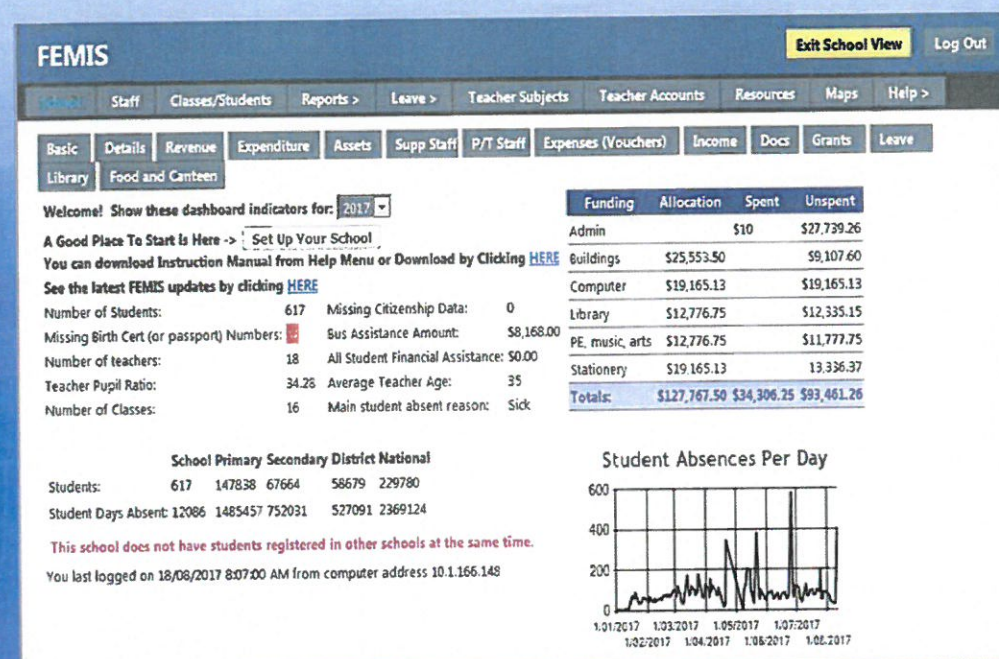 FEMIS
Exit School View
Log Out
Staff Classes/Students Reports > Leave > Teacher Subjects Teacher Accounts Resources Maps Help >
Basic Details Revenue Expenditure Assets Supp Staff P/T Staff Expenses (Vouchers) Income Docs Grants Leave
Library Food and Canteen
Welcome! Show these dashboard indicators for: 2017
A Good Place To Start Is Here -> Set Up Your School
You can download Instruction Manual from Help Menu or Download by Clicking HERE
See the latest FEMIS updates by clicking HERE
Number of Students: 617 Missing Citizenship Data: 0
Missing Birth Cert (or passport) Numbers: Bus Assistance Amount: $8,168.00
Number of teachers: 18 All Student Financial Assistance: $0.00
Teacher Pupil Ratio: 34.28 Average Teacher Age: 35
Number of Classes: 16 Main student absent reason: Sick
Funding Allocation Spent Unspent
Admin $10 $27,739.26
Buildings $25,553.50 $9,107.60
Computer $19,165.13 $19,165.13
Library $12,776.75 $12,335.15
PE, music, arts $12,776.75 $11,777.75
Stationery $19,165.13 13,336.37
Totals: $127,767.50 $34,306.25 $93,461.26
School Primary Secondary District National
Students: 617 147838 67664 58679 229780
Student Days Absent: 12086 1485457 752031 527091 2369124
This school does not have students registered in other schools at the same time.
You last logged on 18/08/2017 8:07:00 AM from computer address 10.1.166.148
Student Absences Per Day
600
400
200
0
1/01/2017 1/03/2017 1/05/2017 1/07/2017
1/02/2017 1/04/2017 1/06/2017 1/08/2017